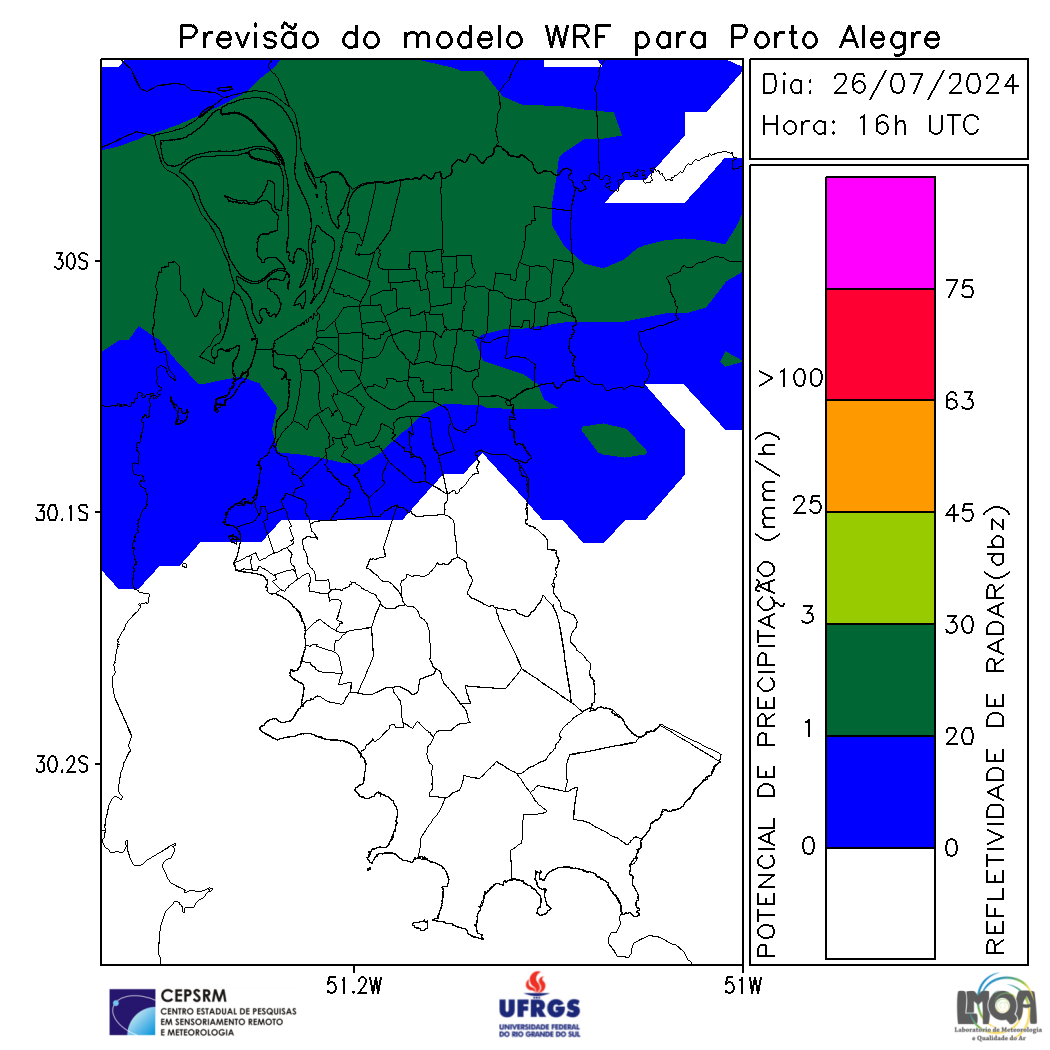 Previsão do modelo WRF para Porto Alegre
Dia: 26/07/2024
Hora: 16h UTC
30S
30.1S
30.2S
51.2W
51W
POTENCIAL DE PRECIPITAÇÃO (mm/h)
>100
25
3
1
0
75
63
45
30
20
0
REFLETIVIDADE DE RADAR(dbz)
CEPSRM
CENTRO ESTADUAL DE PESQUISAS
EM SENSORIAMENTO REMOTO
E METEOROLOGIA
UFRGS
UNIVERSIDADE FEDERAL
DO RIO GRANDE DO SUL
LMQA
Laboratório de Meteorologia
e Qualidade do Ar